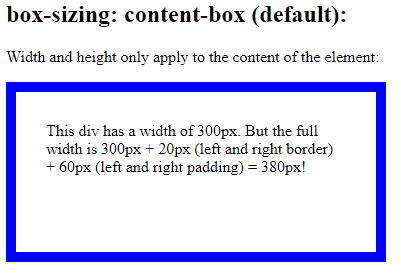 box-sizing: content-box (default):
Width and height only apply to the content of the element:
This div has a width of 300px. But the full
width is 300px + 20px (left and right border)
+ 60px (left and right padding) = 380px!